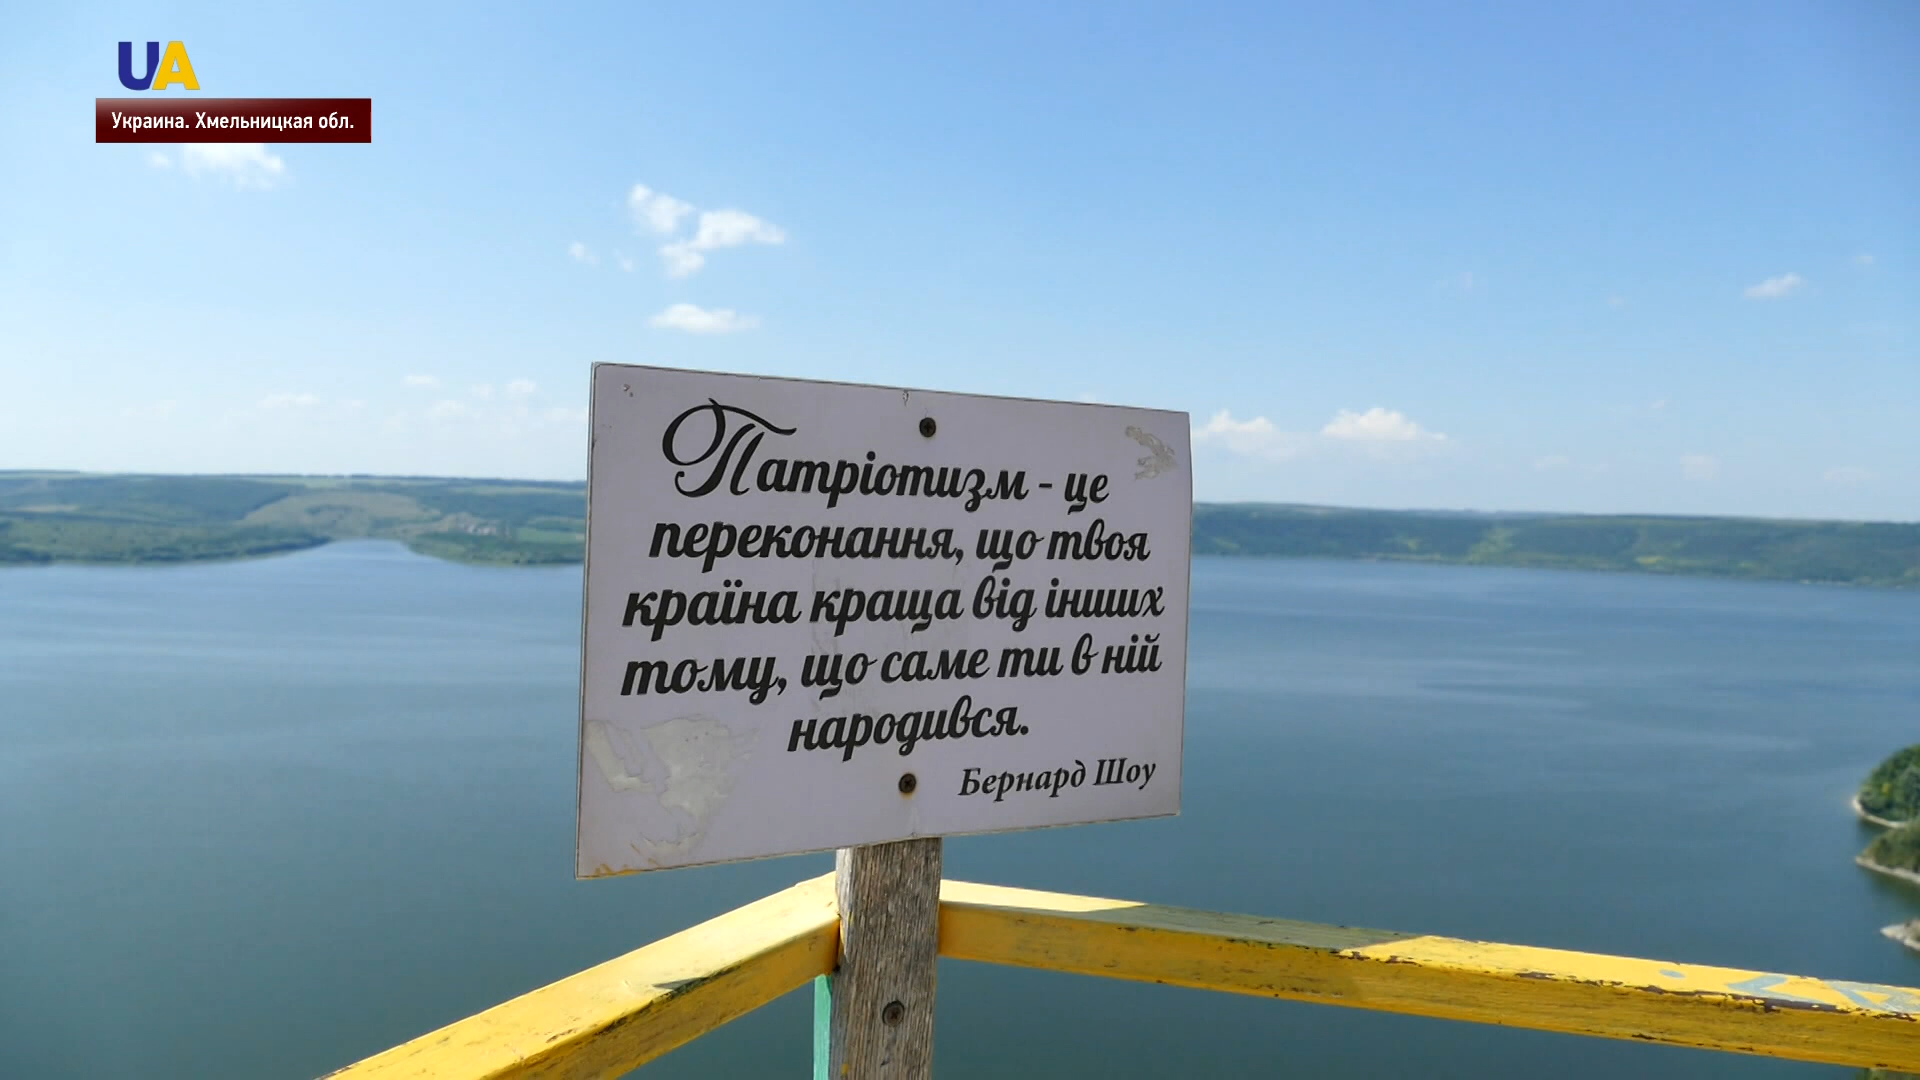 UA
Украина. Хмельницкая обл.
Патріотизм - це
переконання, що твоя
країна краща від інших
тому, що саме ти в ній
народився.
Бернард Шоу